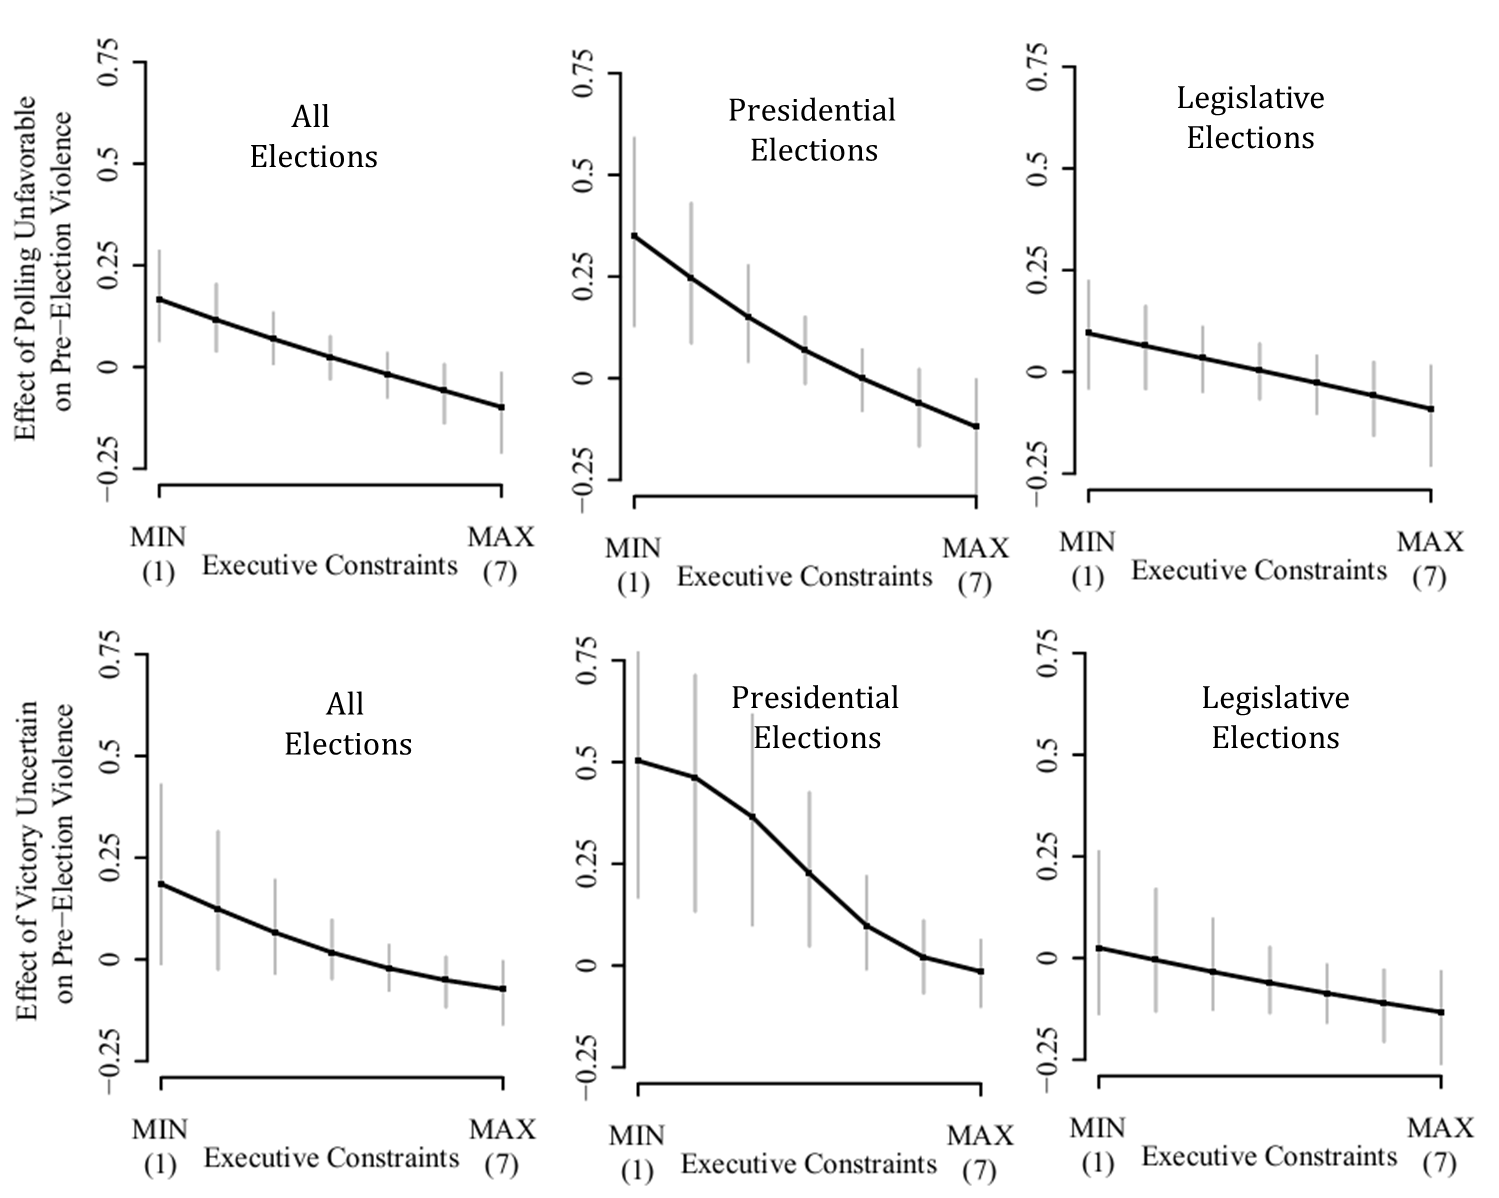 Effect of Polling Unfavorable
on Pre−Election Violence
0.75
0.5
0.25
0
−0.25
All
Elections
MIN
(1)
Executive Constraints
MAX
(7)
0.75
0.5
0.25
0
−0.25
Presidential
Elections
MIN
(1)
Executive Constraints
MAX
(7)
0.75
0.5
0.25
0
−0.25
Legislative
Elections
MIN
(1)
Executive Constraints
MAX
(7)
Effect of Victory Uncertain
on Pre−Election Violence
0.75
0.5
0.25
0
−0.25
All
Elections
MIN
(1)
Executive Constraints
MAX
(7)
0.75
0.5
0.25
0
−0.25
Presidential
Elections
MIN
(1)
Executive Constraints
MAX
(7)
0.75
0.5
0.25
0
−0.25
Legislative
Elections
MIN
(1)
Executive Constraints
MAX
(7)